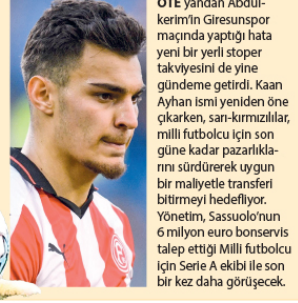 ÖTE yandan Abdül-
kerim'in Giresunspor
maçında yaptığı hata
yeni bir yerli stoper
takviyesini de yine
gündeme getirdi. Kaan
Ayhan ismi yeniden öne
çıkarken, sarı-kırmızılılar,
milli futbolcu için son
güne kadar pazarlıkla-
rını sürdürerek uygun
bir maliyetle transferi
bitirmeyi hedefliyor.
Yönetim, Sassuolo'nun
6 milyon euro bonservis
talep ettiği Milli futbolcu
için Serie A ekibi ile son
bir kez daha görüşecek.